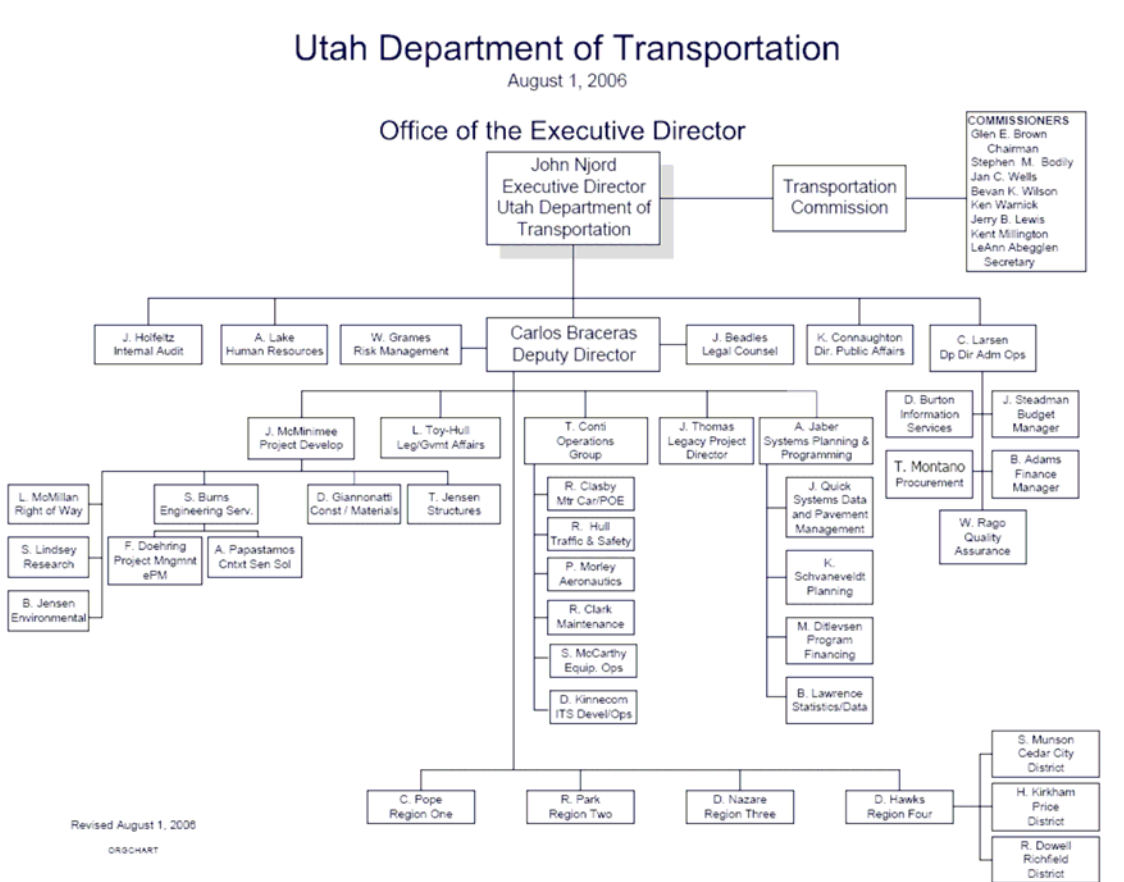 Utah Department of Transportation
August 1, 2006
Office of the Executive Director
John Njord
Executive Director
Utah Department of
Transportation
Transportation
Commission
COMMISSIONERS
Glen E. Brown
Chairman
Stephen M. Bodily
Jan C. Wells
Bevan K. Wilson
Ken Warnick
Jerry B. Lewis
Kent Millington
LeAnn Abegglen
Secretary
J. Holfeltz
Internal Audit
A. Lake
Human Resources
W. Grames
Risk Management
Carlos Braceras
Deputy Director
J. Beadles
Legal Counsel
K. Connaughton
Dir. Public Affairs
C. Larsen
Dp Dir Adm Ops
D. Burton
Information
Services
J. Steadman
Budget
Manager
T. Montano
Procurement
B. Adams
Finance
Manager
W. Rago
Quality
Assurance
J. McMinimee
Project Develop
L. Toy-Hull
Leg/Gvmt Affairs
T. Conti
Operations
Group
J. Thomas
Legacy Project
Director
A. Jaber
Systems Planning &
Programming
L. McMillan
Right of Way
S. Burns
Engineering Serv.
D. Giannonatti
Const / Materials
T. Jensen
Structures
S. Lindsey
Research
F. Doehring
Project Mngmnt
ePM
A. Papastamos
Cntxt Sen Sol
B. Jensen
Environmental
R. Clasby
Mtr Car/POE
R. Hull
Traffic & Safety
P. Morley
Aeronautics
R. Clark
Maintenance
S. McCarthy
Equip. Ops
D. Kinnecom
ITS Devel/Ops
J. Quick
Systems Data
and Pavement
Management
K.
Schvaneveldt
Planning
M. Ditlevsen
Program
Financing
B. Lawrence
Statistics/Data
C. Pope
Region One
R. Park
Region Two
D. Nazare
Region Three
D. Hawks
Region Four
S. Munson
Cedar City
District
H. Kirkham
Price
District
R. Dowell
Richfield
District
Revised August 1, 2006
ORGCHART